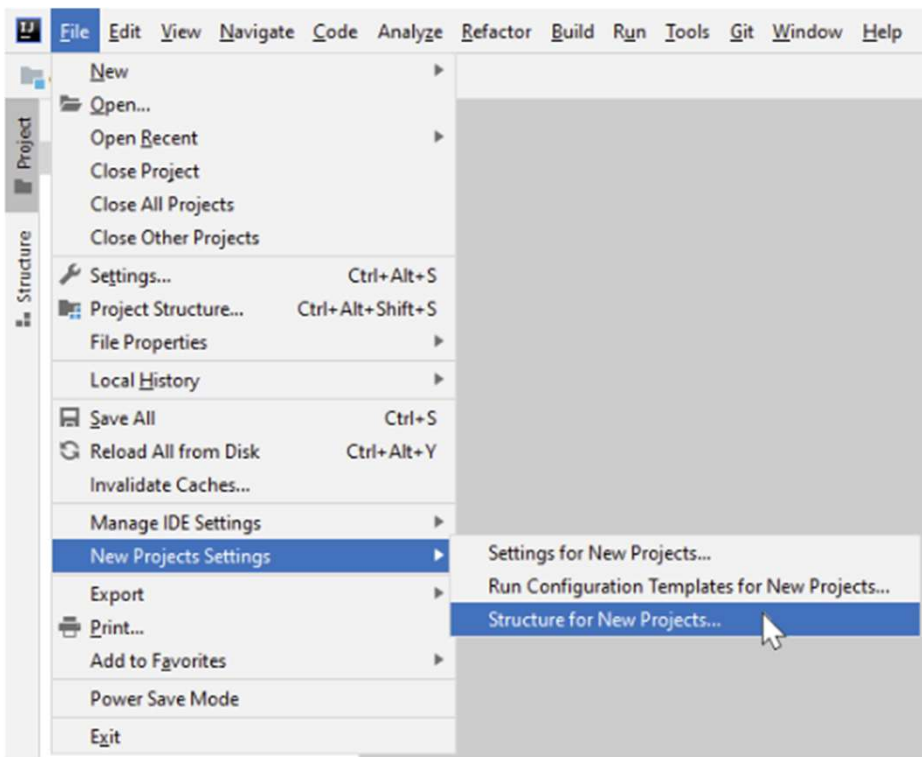 IJ File Edit View Navigate Code Analyze Refactor Build Run Tools Git Window Help
Project
Structure
New
Open...
Open Recent
Close Project
Close All Projects
Close Other Projects
Settings... Ctrl+Alt+S
Project Structure... Ctrl+Alt+Shift+S
File Properties
Local History
Save All Ctrl+S
Reload All from Disk Ctrl+Alt+Y
Invalidate Caches...
Manage IDE Settings
New Projects Settings
Settings for New Projects...
Run Configuration Templates for New Projects...
Structure for New Projects...
Export
Print...
Add to Favorites
Power Save Mode
Exit